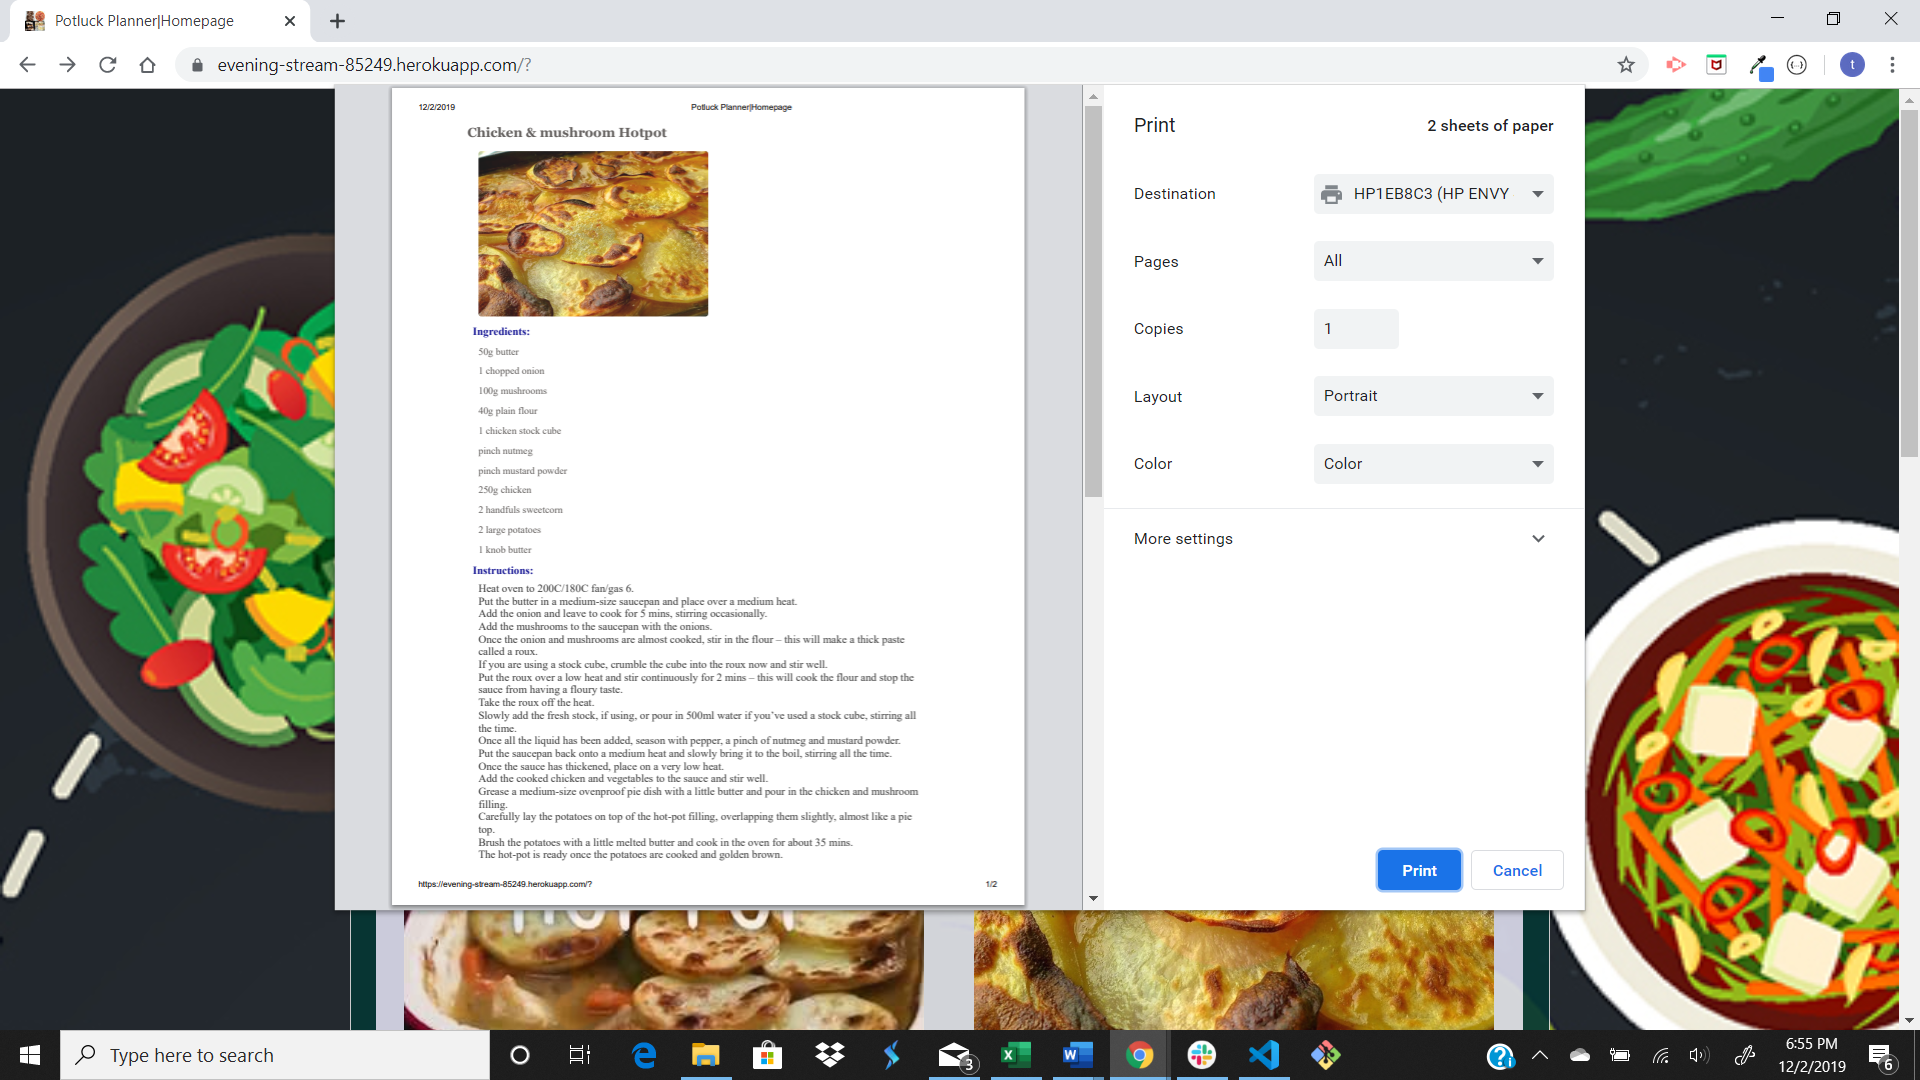 Potluck Planner|Homepage
evening-stream-85249.herokuapp.com/?
t
12/2/2019
Potluck Planner|Homepage
Chicken & mushroom Hotpot
Ingredients:
50g butter
1 chopped onion
100g mushrooms
40g plain flour
1 chicken stock cube
pinch nutmeg
pinch mustard powder
250g chicken
2 handfuls sweetcorn
2 large potatoes
1 knob butter
Instructions:
Heat oven to 200C/180C fan/gas 6.
Put the butter in a medium-size saucepan and place over a medium heat.
Add the onion and leave to cook for 5 mins, stirring occasionally.
Add the mushrooms to the saucepan with the onions.
Once the onion and mushrooms are almost cooked, stir in the flour – this will make a thick paste
called a roux.
If you are using a stock cube, crumble the cube into the roux now and stir well.
Put the roux over a low heat and stir continuously for 2 mins – this will cook the flour and stop the
sauce from having a floury taste.
Take the roux off the heat.
Slowly add the fresh stock, if using, or pour in 500ml water if you’ve used a stock cube, stirring all
the time.
Once all the liquid has been added, season with pepper, a pinch of nutmeg and mustard powder.
Put the saucepan back onto a medium heat and slowly bring it to the boil, stirring all the time.
Once the sauce has thickened, place on a very low heat.
Add the cooked chicken and vegetables to the sauce and stir well.
Grease a medium-size ovenproof pie dish with a little butter and pour in the chicken and mushroom
filling.
Carefully lay the potatoes on top of the hot-pot filling, overlapping them slightly, almost like a pie
top.
Brush the potatoes with a little melted butter and cook in the oven for about 35 mins.
The hot-pot is ready once the potatoes are cooked and golden brown.
https://evening-stream-85249.herokuapp.com/?
1/2
Print
2 sheets of paper
Destination
HP1EB8C3 (HP ENVY
Pages
All
Copies
1
Layout
Portrait
Color
Color
More settings
Print
Cancel
Type here to search
3
6:55 PM
12/2/2019
6